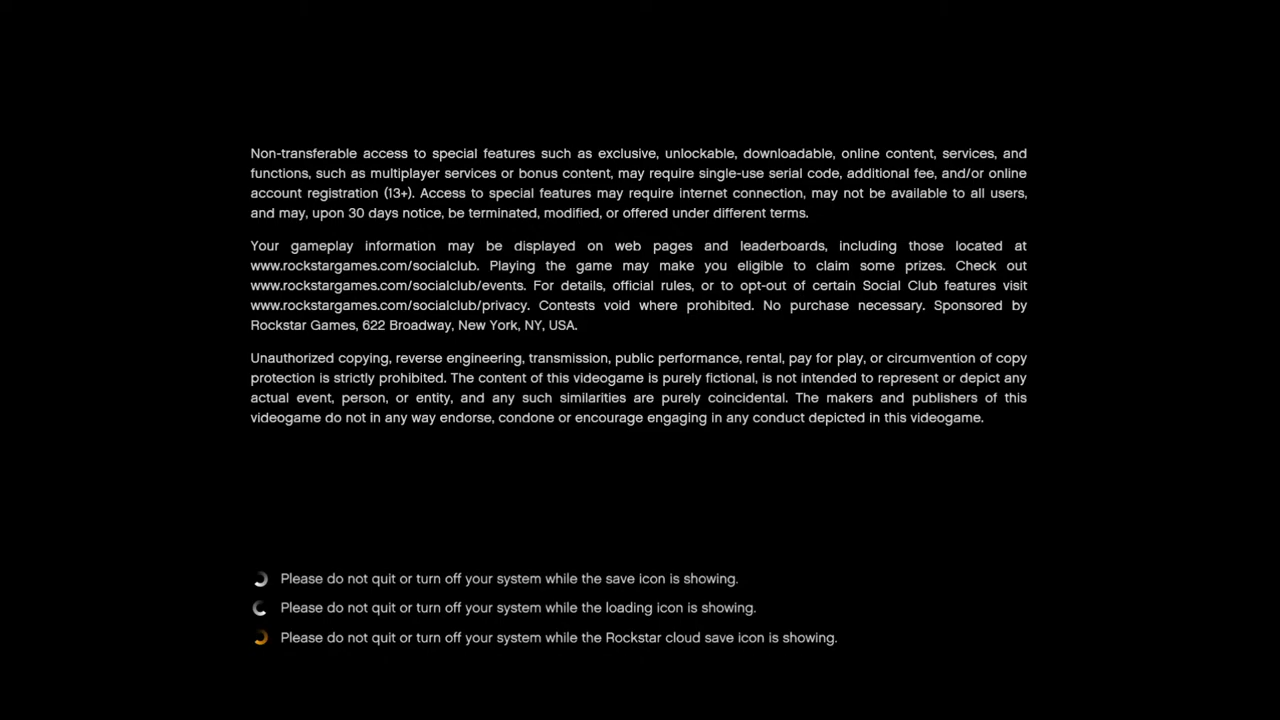 Non-transferable access to special features such as exclusive, unlockable, downloadable, online content, services, and
functions, such as multiplayer services or bonus content, may require single-use serial code, additional fee, and/or online
account registration (13+). Access to special features may require internet connection, may not be available to all users,
and may, upon 30 days notice, be terminated, modified, or offered under different terms.
Your gameplay information may be displayed on web pages and leaderboards, including those located at
www.rockstargames.com/socialclub. Playing the game may make you eligible to claim some prizes. Check out
www.rockstargames.com/socialclub/events. For details, official rules, or to opt-out of certain Social Club features visit
www.rockstargames.com/socialclub/privacy. Contests void where prohibited. No purchase necessary. Sponsored by
Rockstar Games, 622 Broadway, New York, NY, USA.
Unauthorized copying, reverse engineering, transmission, public performance, rental, pay for play, or circumvention of copy
protection is strictly prohibited. The content of this videogame is purely fictional, is not intended to represent or depict any
actual event, person, or entity, and any such similarities are purely coincidental. The makers and publishers of this
videogame do not in any way endorse, condone or encourage engaging in any conduct depicted in this videogame.
Please do not quit or turn off your system while the save icon is showing.
Please do not quit or turn off your system while the loading icon is showing.
Please do not quit or turn off your system while the Rockstar cloud save icon is showing.